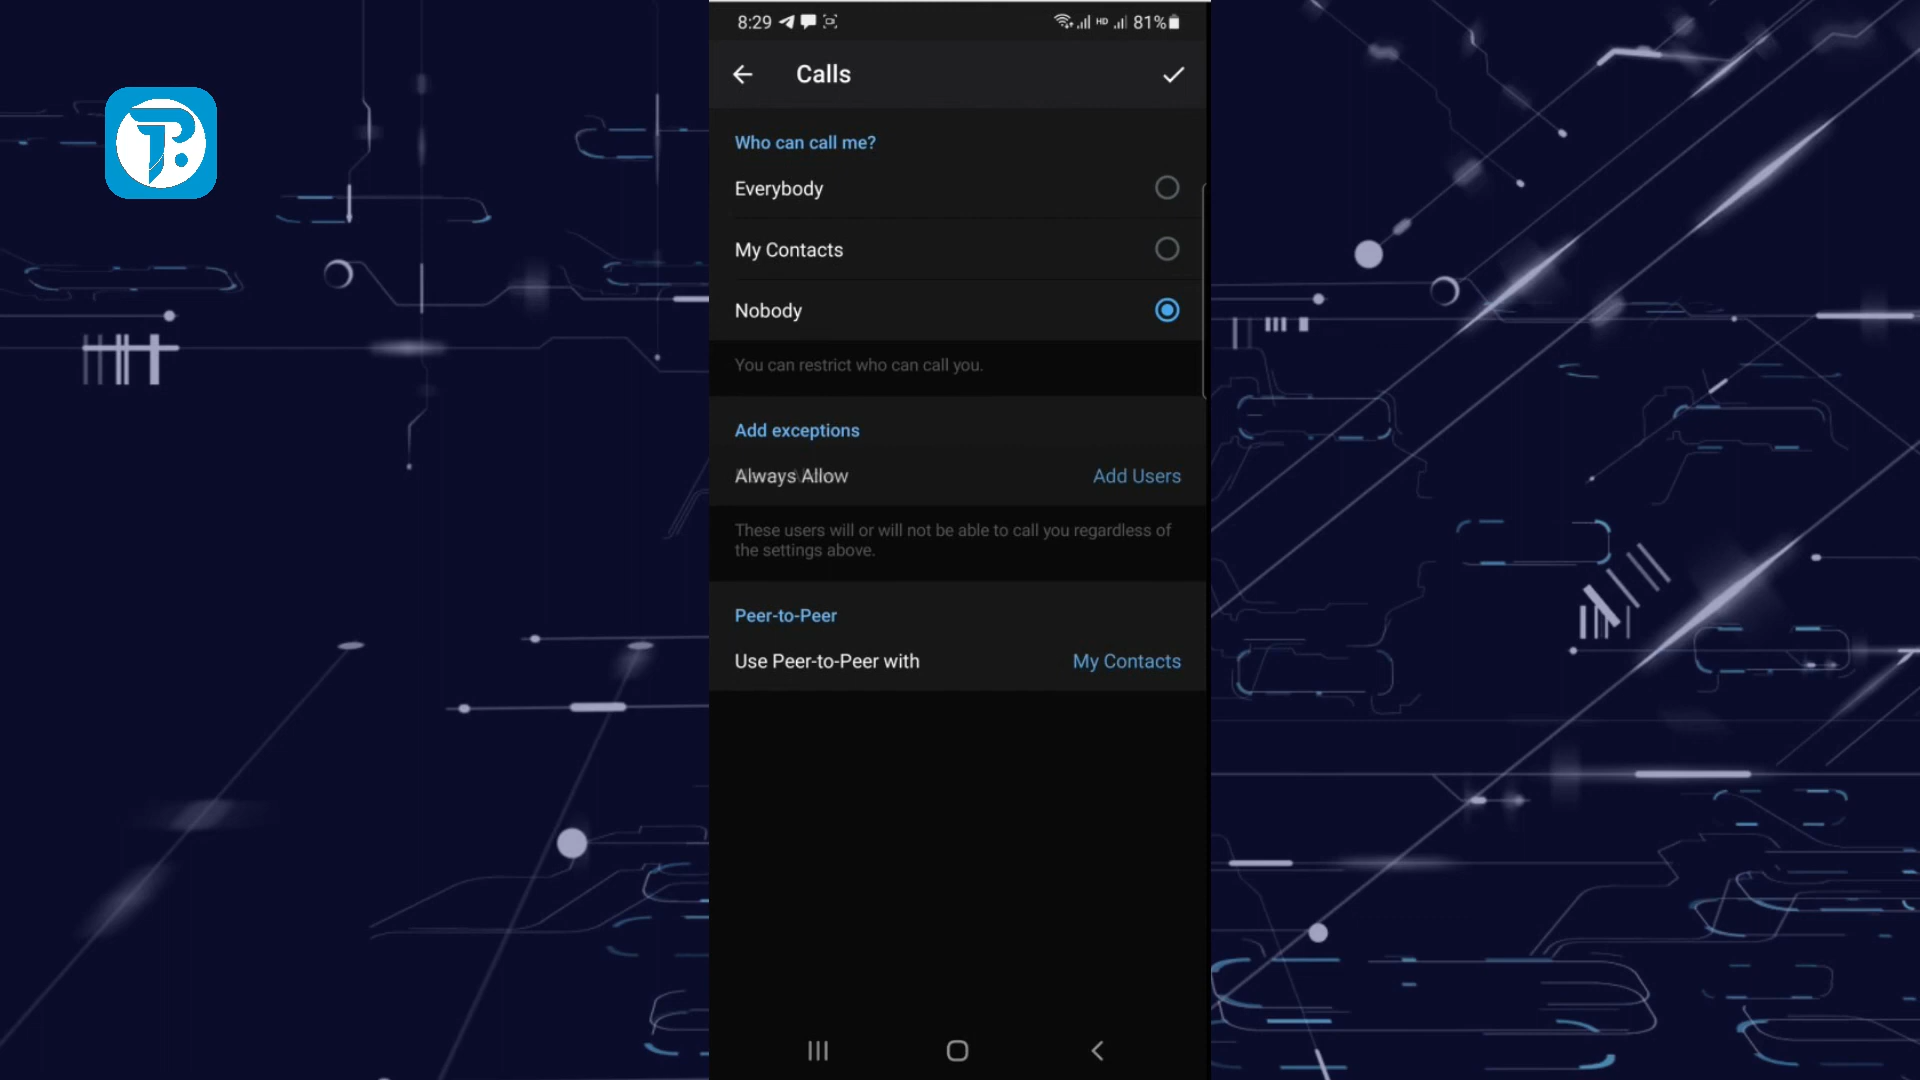 8:29 HD 81%
Calls
Who can call me?
Everybody
My Contacts
Nobody
You can restrict who can call you.
Add exceptions
Always Allow Add Users
These users will or will not be able to call you regardless of
the settings above.
Peer-to-Peer
Use Peer-to-Peer with My Contacts